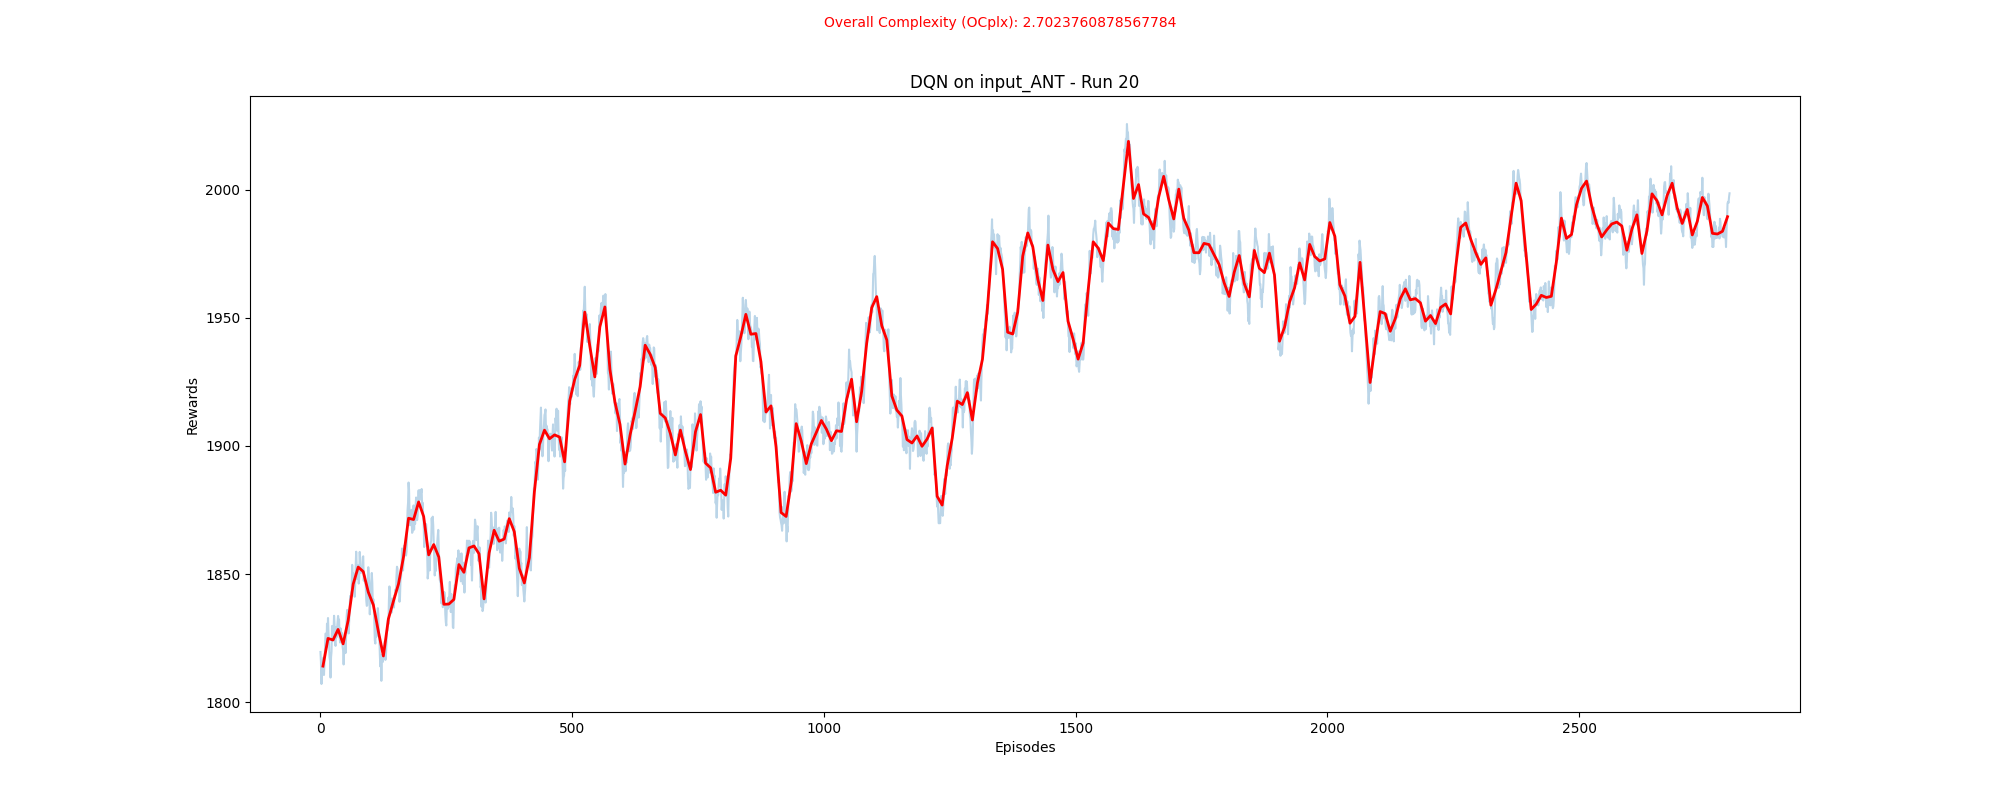 Overall Complexity (OCplx): 2.7023760878567784
DQN on input_ANT - Run 20
Rewards
2000
1950
1900
1850
1800
0 500 1000 1500 2000 2500
Episodes